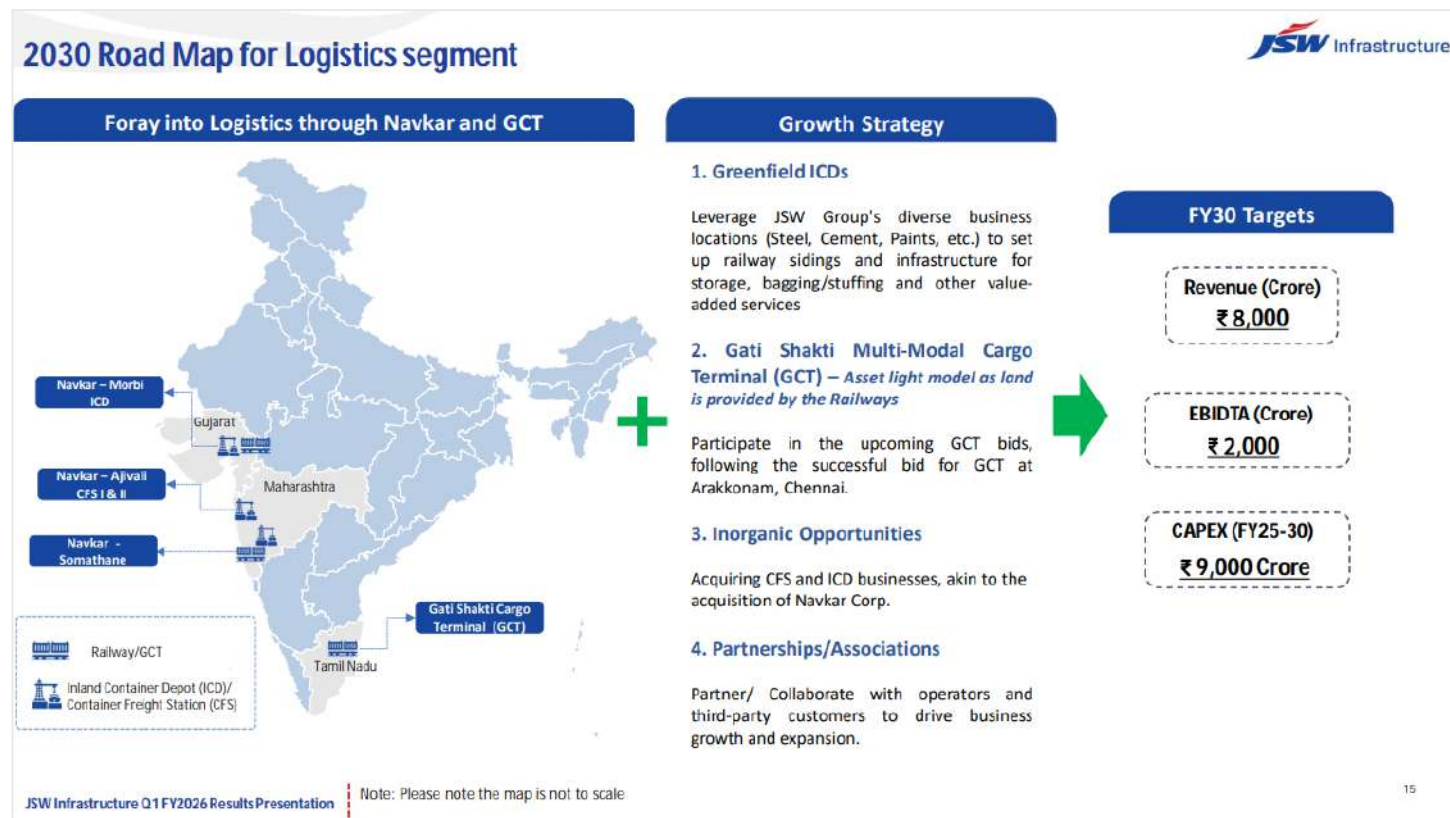 2030 Road Map for Logistics segment
JSW Infrastructure
Foray into Logistics through Navkar and GCT
Navkar – Morbi
ICD
Gujarat
Navkar – Ajivali
CFS I & II
Maharashtra
Navkar -
Somathane
Gati Shakti Cargo
Terminal (GCT)
Tamil Nadu
Railway/GCT
Inland Container Depot (ICD)/
Container Freight Station (CFS)
+
Growth Strategy
1. Greenfield ICDs
Leverage JSW Group's diverse business
locations (Steel, Cement, Paints, etc.) to set
up railway sidings and infrastructure for
storage, bagging/stuffing and other value-
added services
2. Gati Shakti Multi-Modal Cargo
Terminal (GCT) – Asset light model as land
is provided by the Railways
Participate in the upcoming GCT bids,
following the successful bid for GCT at
Arakkonam, Chennai.
3. Inorganic Opportunities
Acquiring CFS and ICD businesses, akin to the
acquisition of Navkar Corp.
4. Partnerships/Associations
Partner/ Collaborate with operators and
third-party customers to drive business
growth and expansion.
FY30 Targets
Revenue (Crore)
₹ 8,000
EBIDTA (Crore)
₹ 2,000
CAPEX (FY25-30)
₹ 9,000 Crore
JSW Infrastructure Q1 FY2026 Results Presentation
Note: Please note the map is not to scale
15